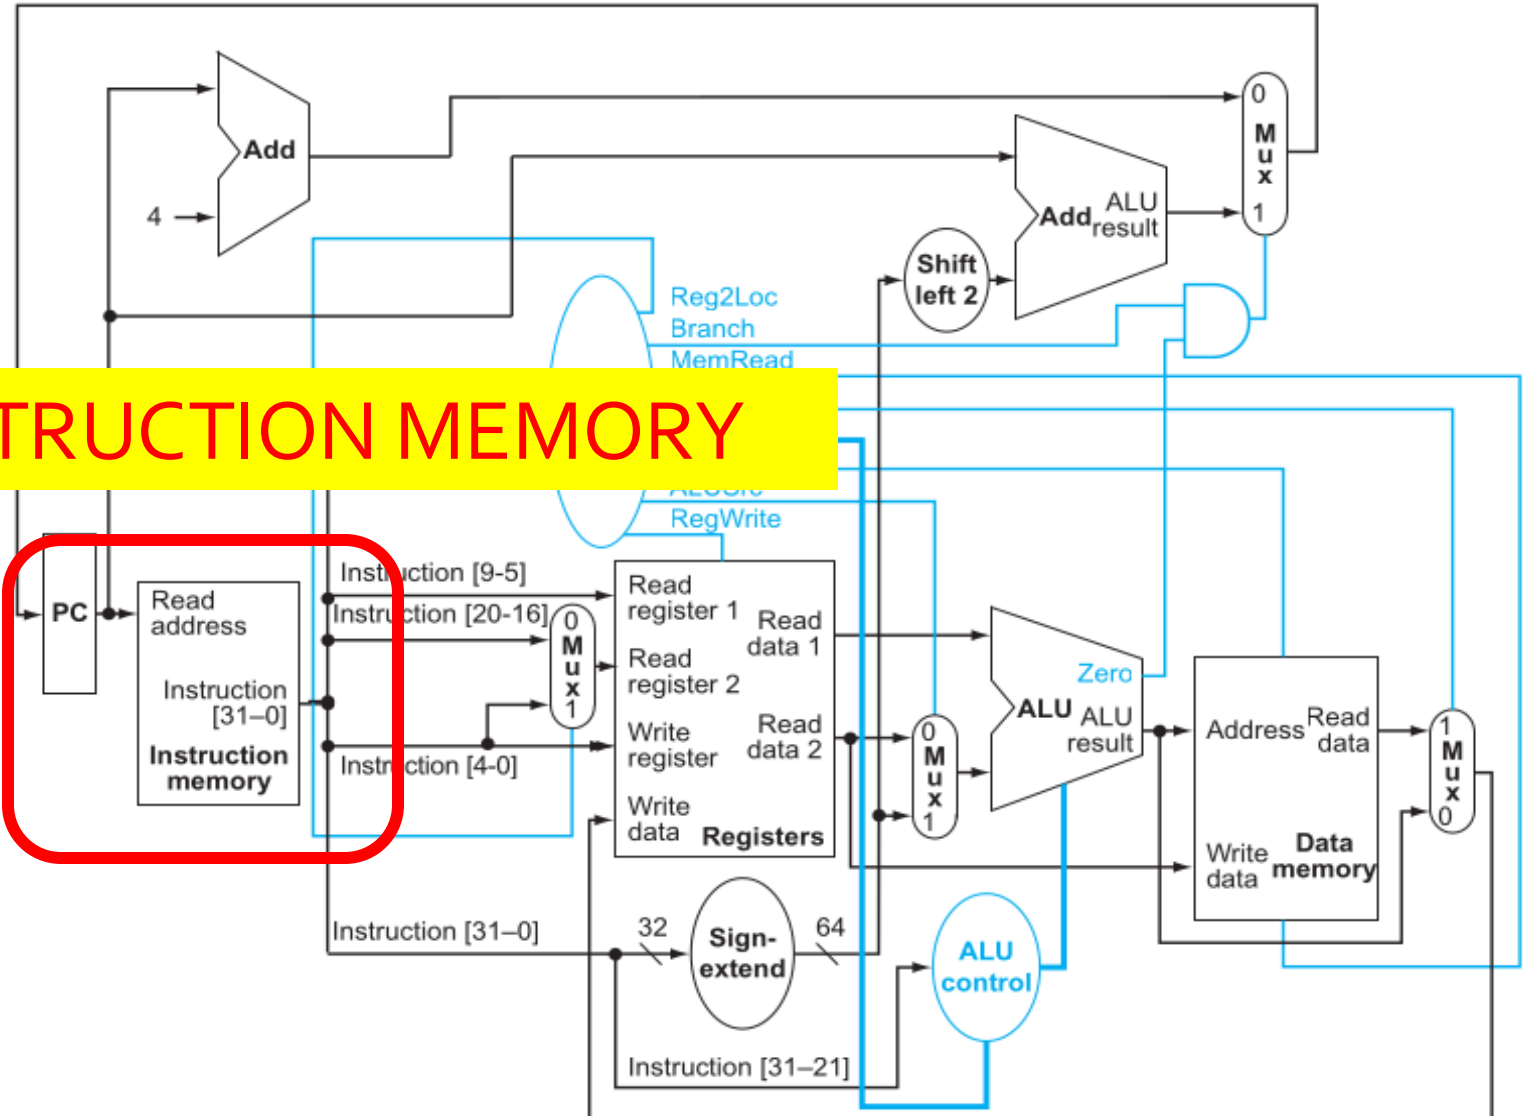 0
M
u
x
1
Add
4
Add
ALU
result
Shift
left 2
Reg2Loc
Branch
MemRead
TRUCTION MEMORY
RegWrite
PC
Read
address
Instruction
[31–0]
Instruction
memory
Instruction [9-5]
Instruction [20-16]
Instruction [4-0]
0
M
u
x
1
Read
register 1
Read
register 2
Write
register
Write
data
Read
data 1
Read
data 2
Registers
0
M
u
x
1
Zero
ALU
ALU
result
Address
Read
data
Write
data
Data
memory
1
M
u
x
0
Instruction [31–0]
32
Sign-
extend
64
ALU
control
Instruction [31–21]